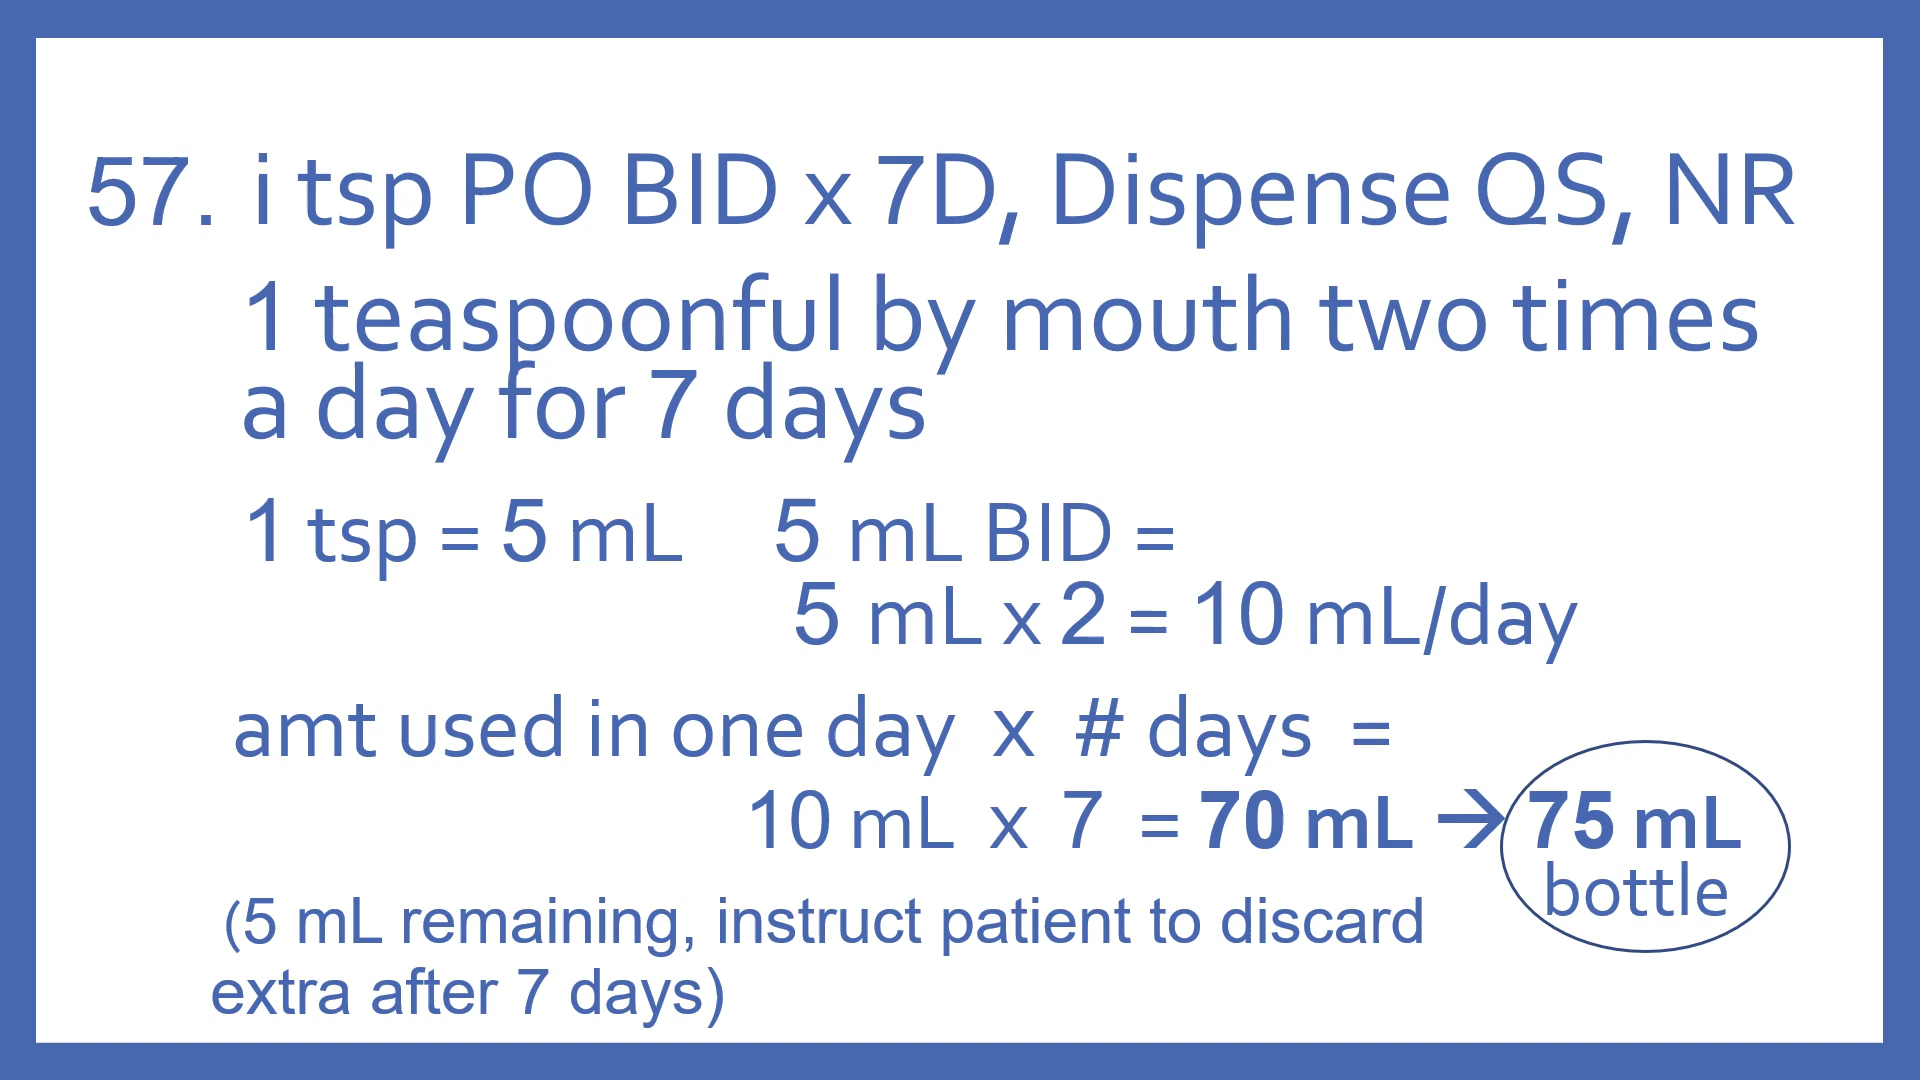 57. i tsp PO BID x 7D, Dispense QS, NR
1 teaspoonful by mouth two times
a day for 7 days
1 tsp = 5 mL 5 mL BID =
5 mL x 2 = 10 mL/day
amt used in one day x # days =
10 mL x 7 = 70 mL → 75 mL
bottle
(5 mL remaining, instruct patient to discard
extra after 7 days)